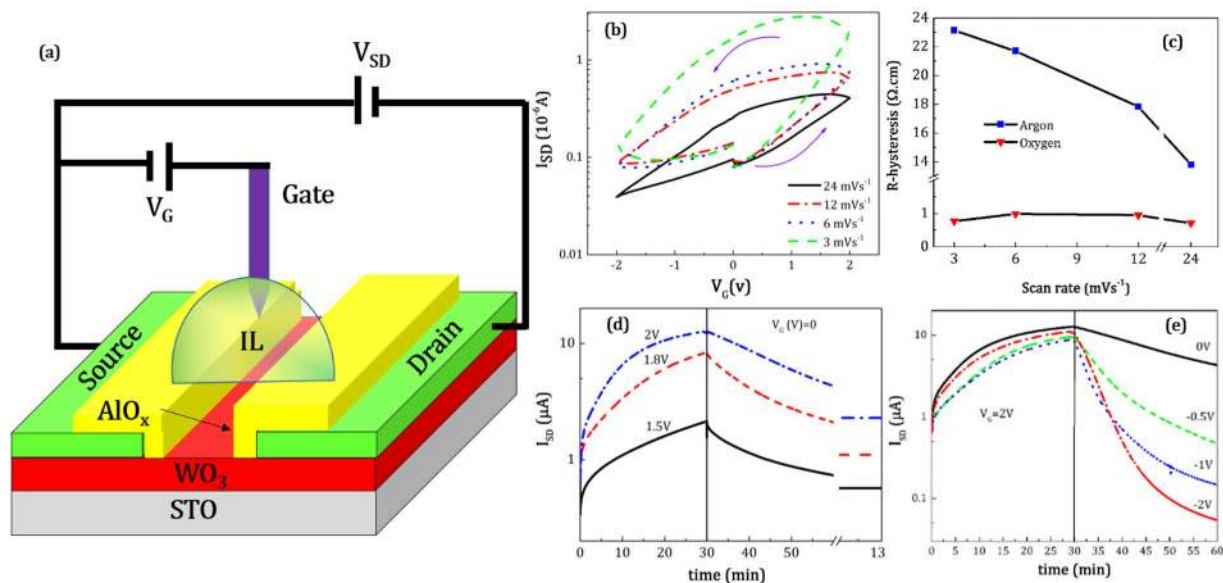 (a)
V_SD
V_G
Gate
IL
Source
Drain
AlOₓ
WO₃
STO
(b)
I_SD (10⁻⁶A)
1
0.1
0.01
24 mVs⁻¹
12 mVs⁻¹
6 mVs⁻¹
3 mVs⁻¹
-2 -1 0 1 2
V_G(v)
(c)
R-hysteresis (Ω.cm)
24
22
20
18
16
14
1
0
Argon
Oxygen
3 6 9 12 24
Scan rate (mVs⁻¹)
(d)
V_G (V)=0
I_SD (µA)
10
1
2V
1.8V
1.5V
0 10 20 30 40 50 13
time (min)
(e)
I_SD (µA)
10
1
0.1
V_G=2V
0V
-0.5V
-1V
-2V
0 5 10 15 20 25 30 35 40 45 50 55 60
time (min)